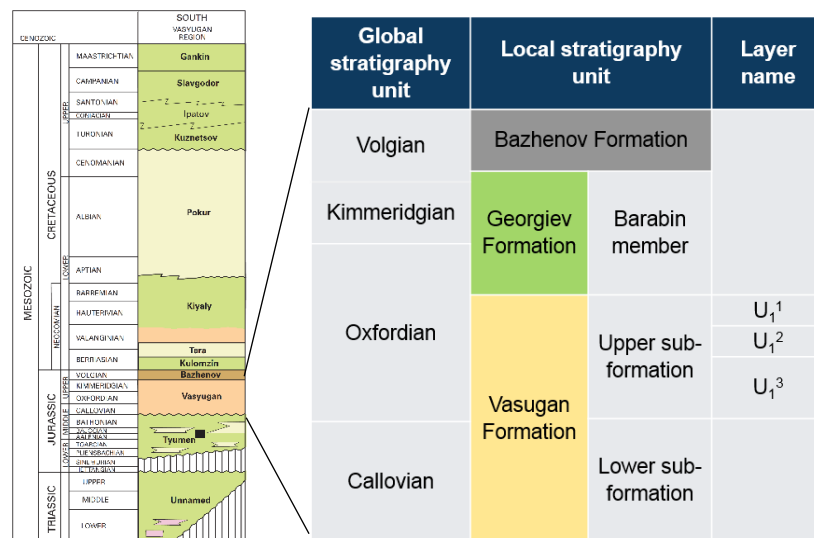 SOUTH
VASYUGAN
REGION
CENOZOIC
MESOZOIC
CRETACEOUS
UPPER
MAASTRICHTIAN
Gankin
CAMPANIAN
Slavgodor
SANTONIAN
z z
CONIACIAN
Ipatov
z z
TURONIAN
Kuznetsov
CENOMANIAN
LOWER
ALBIAN
Pokur
APTIAN
NEOCOMIAN
BARREMIAN
Kiyaly
HAUTERIVIAN
VALANGINIAN
Tara
BERRIASIAN
Kulomzin
JURASSIC
UPPER
VOLGIAN
Bazhenov
KIMMERIDGIAN
OXFORDIAN
Vasyugan
MIDDLE
CALLOVIAN
BATHONIAN
BAJOCIAN
AALENIAN
Tyumen
LOWER
TOARCIAN
PLIENSBACHIAN
SINEMURIAN
HETTANGIAN
TRIASSIC
UPPER
MIDDLE
Unnamed
LOWER
Global
stratigraphy
unit
Local stratigraphy
unit
Layer
name
Volgian
Bazhenov Formation
Kimmeridgian
Georgiev
Formation
Barabin
member
Oxfordian
Vasugan
Formation
Upper sub-
formation
U₁¹
U₁²
U₁³
Callovian
Lower sub-
formation